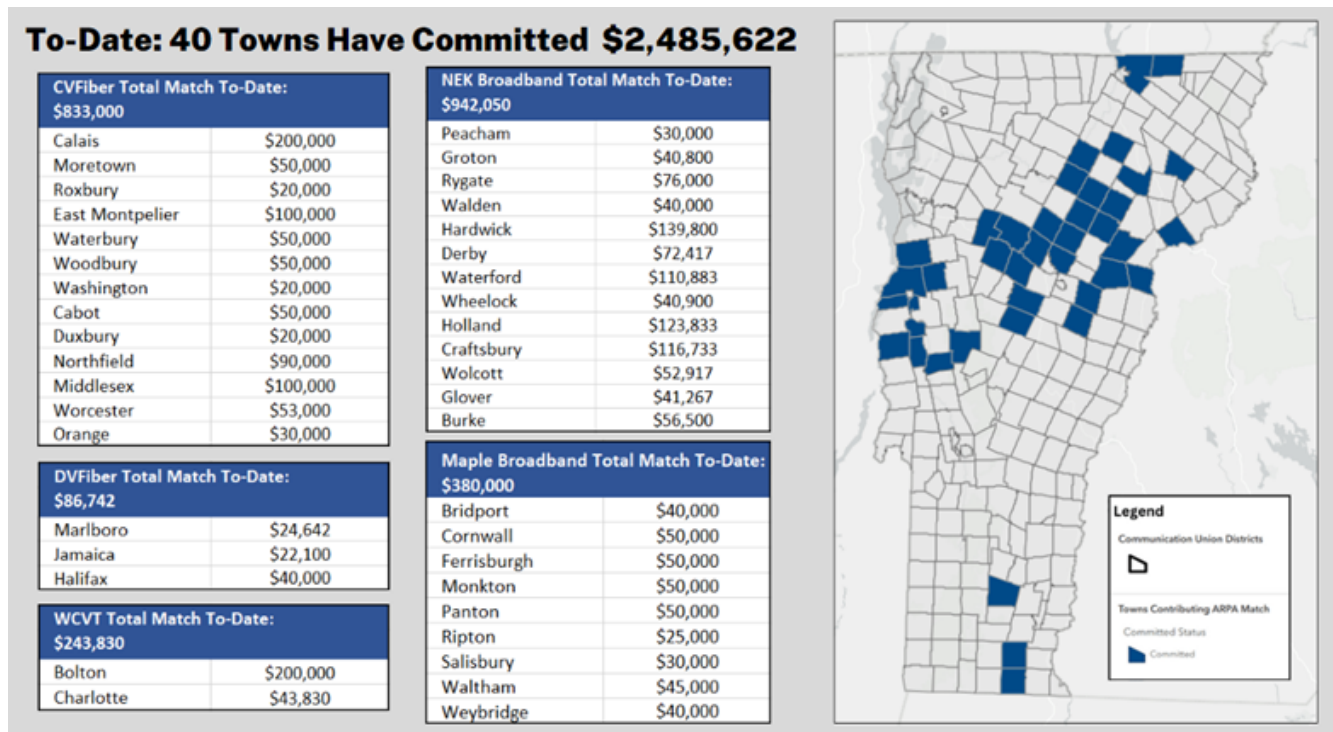 To-Date: 40 Towns Have Committed $2,485,622
CVFiber Total Match To-Date:
$833,000
Calais $200,000
Moretown $50,000
Roxbury $20,000
East Montpelier $100,000
Waterbury $50,000
Woodbury $50,000
Washington $20,000
Cabot $50,000
Duxbury $20,000
Northfield $90,000
Middlesex $100,000
Worcester $53,000
Orange $30,000
DVFiber Total Match To-Date:
$86,742
Marlboro $24,642
Jamaica $22,100
Halifax $40,000
WCVT Total Match To-Date:
$243,830
Bolton $200,000
Charlotte $43,830
NEK Broadband Total Match To-Date:
$942,050
Peacham $30,000
Groton $40,800
Rygate $76,000
Walden $40,000
Hardwick $139,800
Derby $72,417
Waterford $110,883
Wheelock $40,900
Holland $123,833
Craftsbury $116,733
Wolcott $52,917
Glover $41,267
Burke $56,500
Maple Broadband Total Match To-Date:
$380,000
Bridport $40,000
Cornwall $50,000
Ferrisburgh $50,000
Monkton $50,000
Panton $50,000
Ripton $25,000
Salisbury $30,000
Waltham $45,000
Weybridge $40,000
Legend
Communication Union Districts
Towns Contributing ARPA Match
Committed Status
Committed